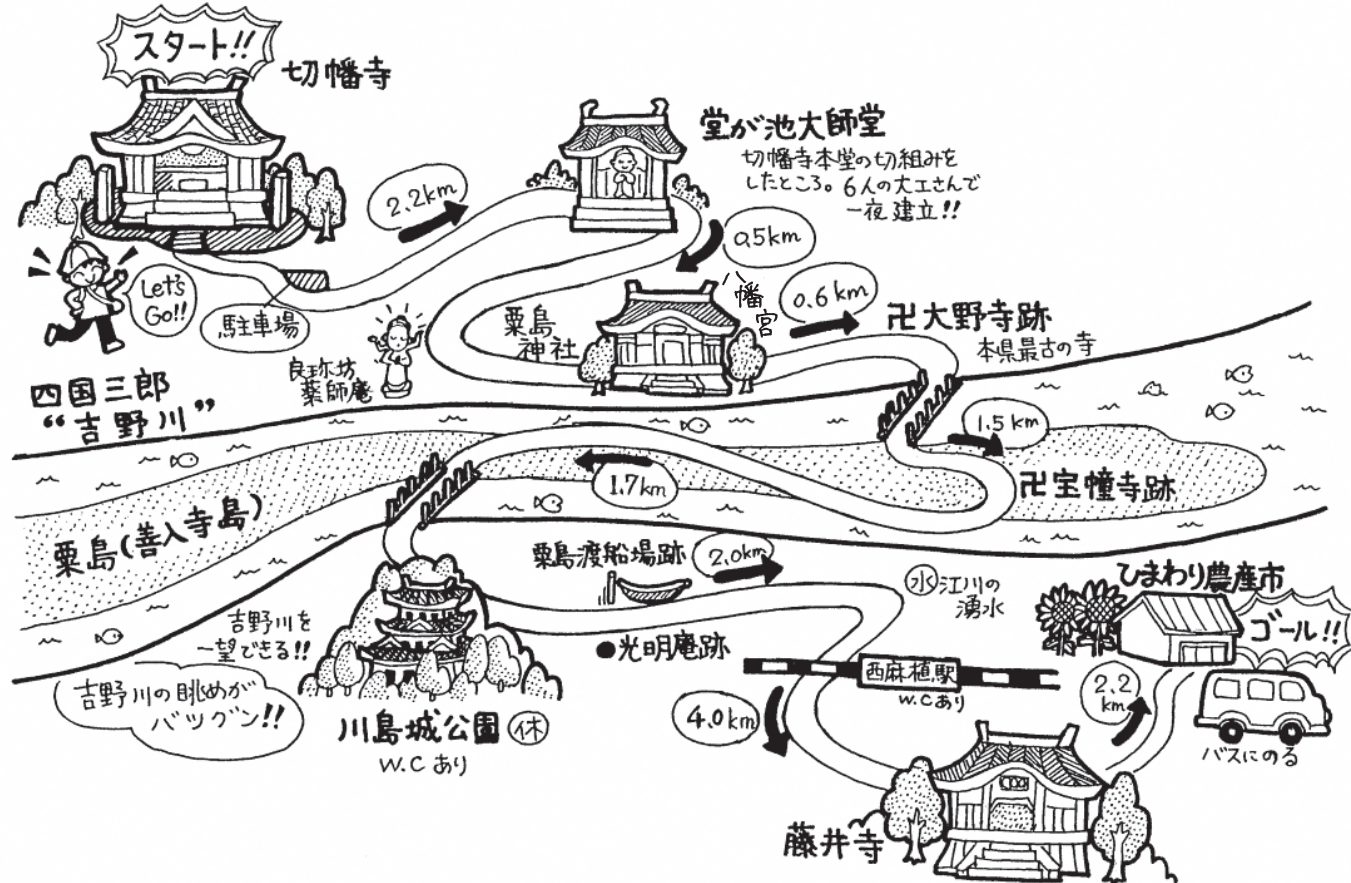 スタート!!
切幡寺
堂が池大師堂
切幡寺本堂の切組みを
したところ。6人の大工さんで
一夜建立!!
2.2km
0.5km
Let's
Go!!
駐車場
八幡宮
0.6km
粟島
神社
卍大野寺跡
本県最古の寺
良珎坊
薬師庵
四国三郎
“吉野川”
1.5km
1.7km
卍宝幢寺跡
粟島(善入寺島)
粟島渡船場跡
2.0km
㊌江川の
湧水
ひまわり農産市
ゴール!!
吉野川を
一望できる!!
●光明庵跡
西麻植駅
W.Cあり
吉野川の眺めが
バツグン!!
川島城公園㊡
W.Cあり
4.0km
2.2
km
バスにのる
藤井寺